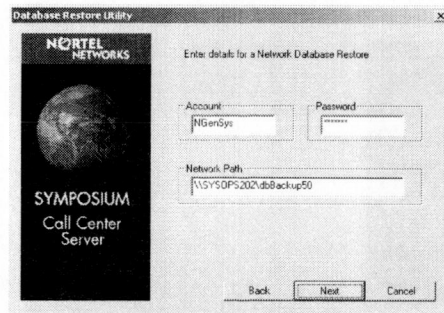 Database Restore Utility
NORTEL
NETWORKS
SYMPOSIUM
Call Center
Server
Enter details for a Network Database Restore
Account
NGenSys
Password
*******
Network Path
\\SYSOPS202\dbBackup50
Back
Next
Cancel